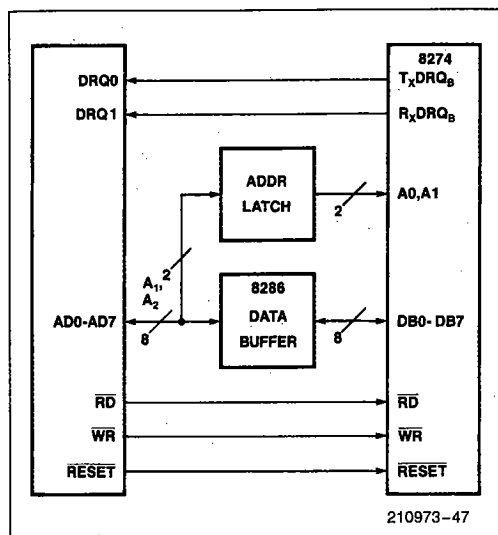 8274
DRQ0
TXDRQB
DRQ1
RXDRQB
ADDR
LATCH
2
A0,A1
A1, 2
A2
8286
DATA
BUFFER
AD0-AD7
8
8
DB0- DB7
RD
RD
WR
WR
RESET
RESET
210973-47